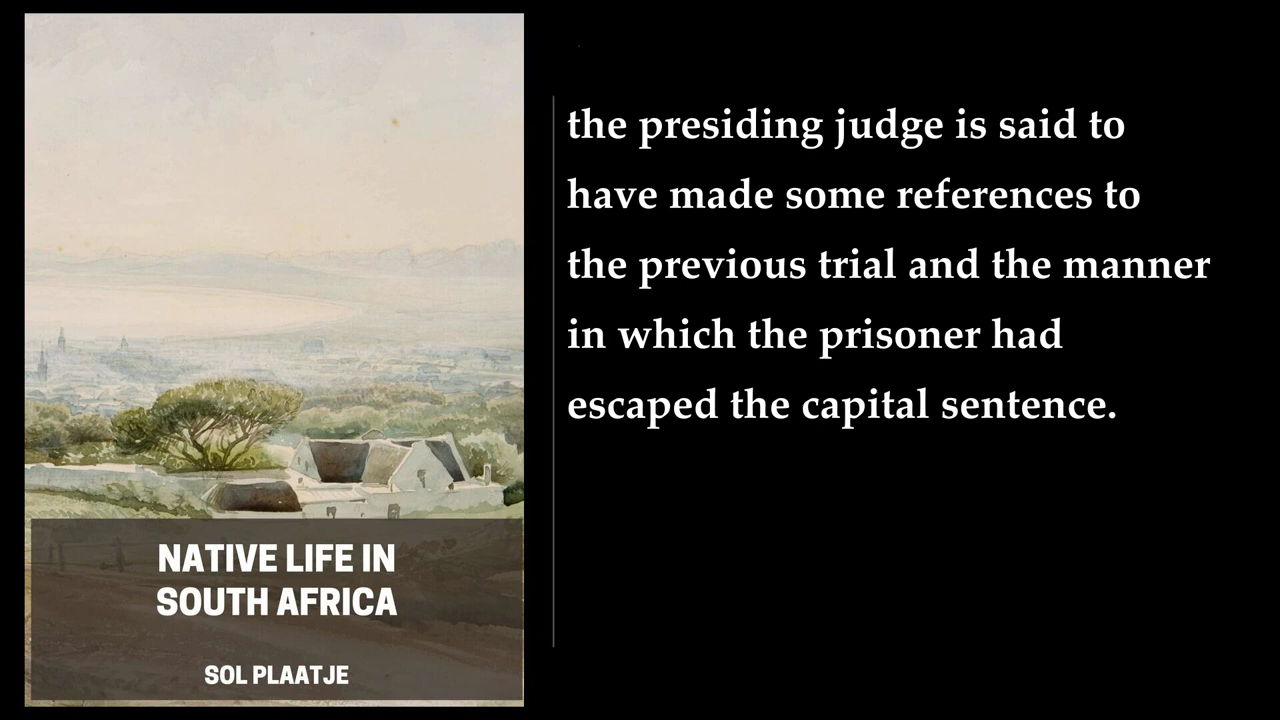 the presiding judge is said to
have made some references to
the previous trial and the manner
in which the prisoner had
escaped the capital sentence.
NATIVE LIFE IN
SOUTH AFRICA
SOL PLAATJE